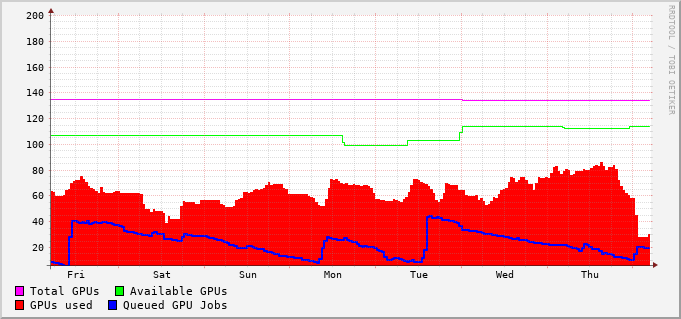 200
180
160
140
120
100
80
60
40
20
Fri Sat Sun Mon Tue Wed Thu
Total GPUs Available GPUs
GPUs used Queued GPU Jobs
RRDTOOL / TOBI OETIKER